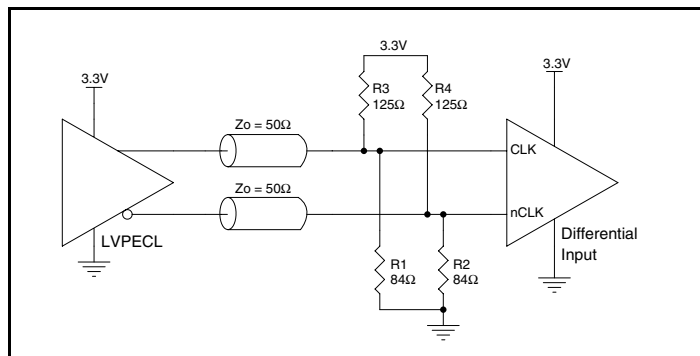 3.3V
3.3V
3.3V
R3
125Ω
R4
125Ω
Zo = 50Ω
CLK
Zo = 50Ω
nCLK
LVPECL
Differential
Input
R1
84Ω
R2
84Ω